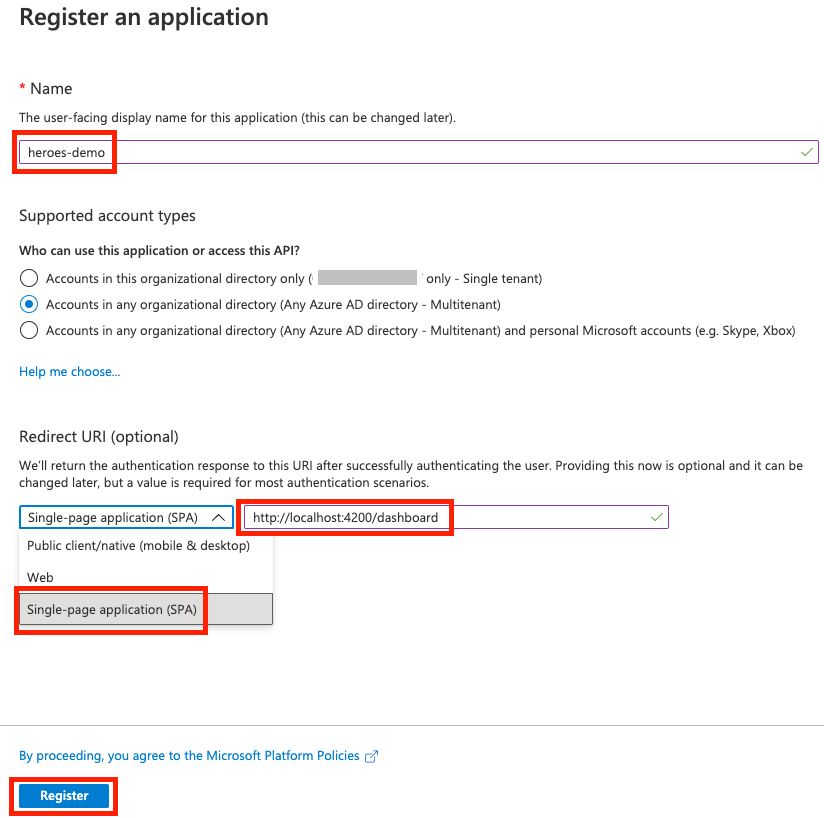 Register an application
* Name
The user-facing display name for this application (this can be changed later).
heroes-demo
Supported account types
Who can use this application or access this API?
Accounts in this organizational directory only ( only - Single tenant)
Accounts in any organizational directory (Any Azure AD directory - Multitenant)
Accounts in any organizational directory (Any Azure AD directory - Multitenant) and personal Microsoft accounts (e.g. Skype, Xbox)
Help me choose...
Redirect URI (optional)
We'll return the authentication response to this URI after successfully authenticating the user. Providing this now is optional and it can be
changed later, but a value is required for most authentication scenarios.
Single-page application (SPA) http://localhost:4200/dashboard
Public client/native (mobile & desktop)
Web
Single-page application (SPA)
By proceeding, you agree to the Microsoft Platform Policies
Register